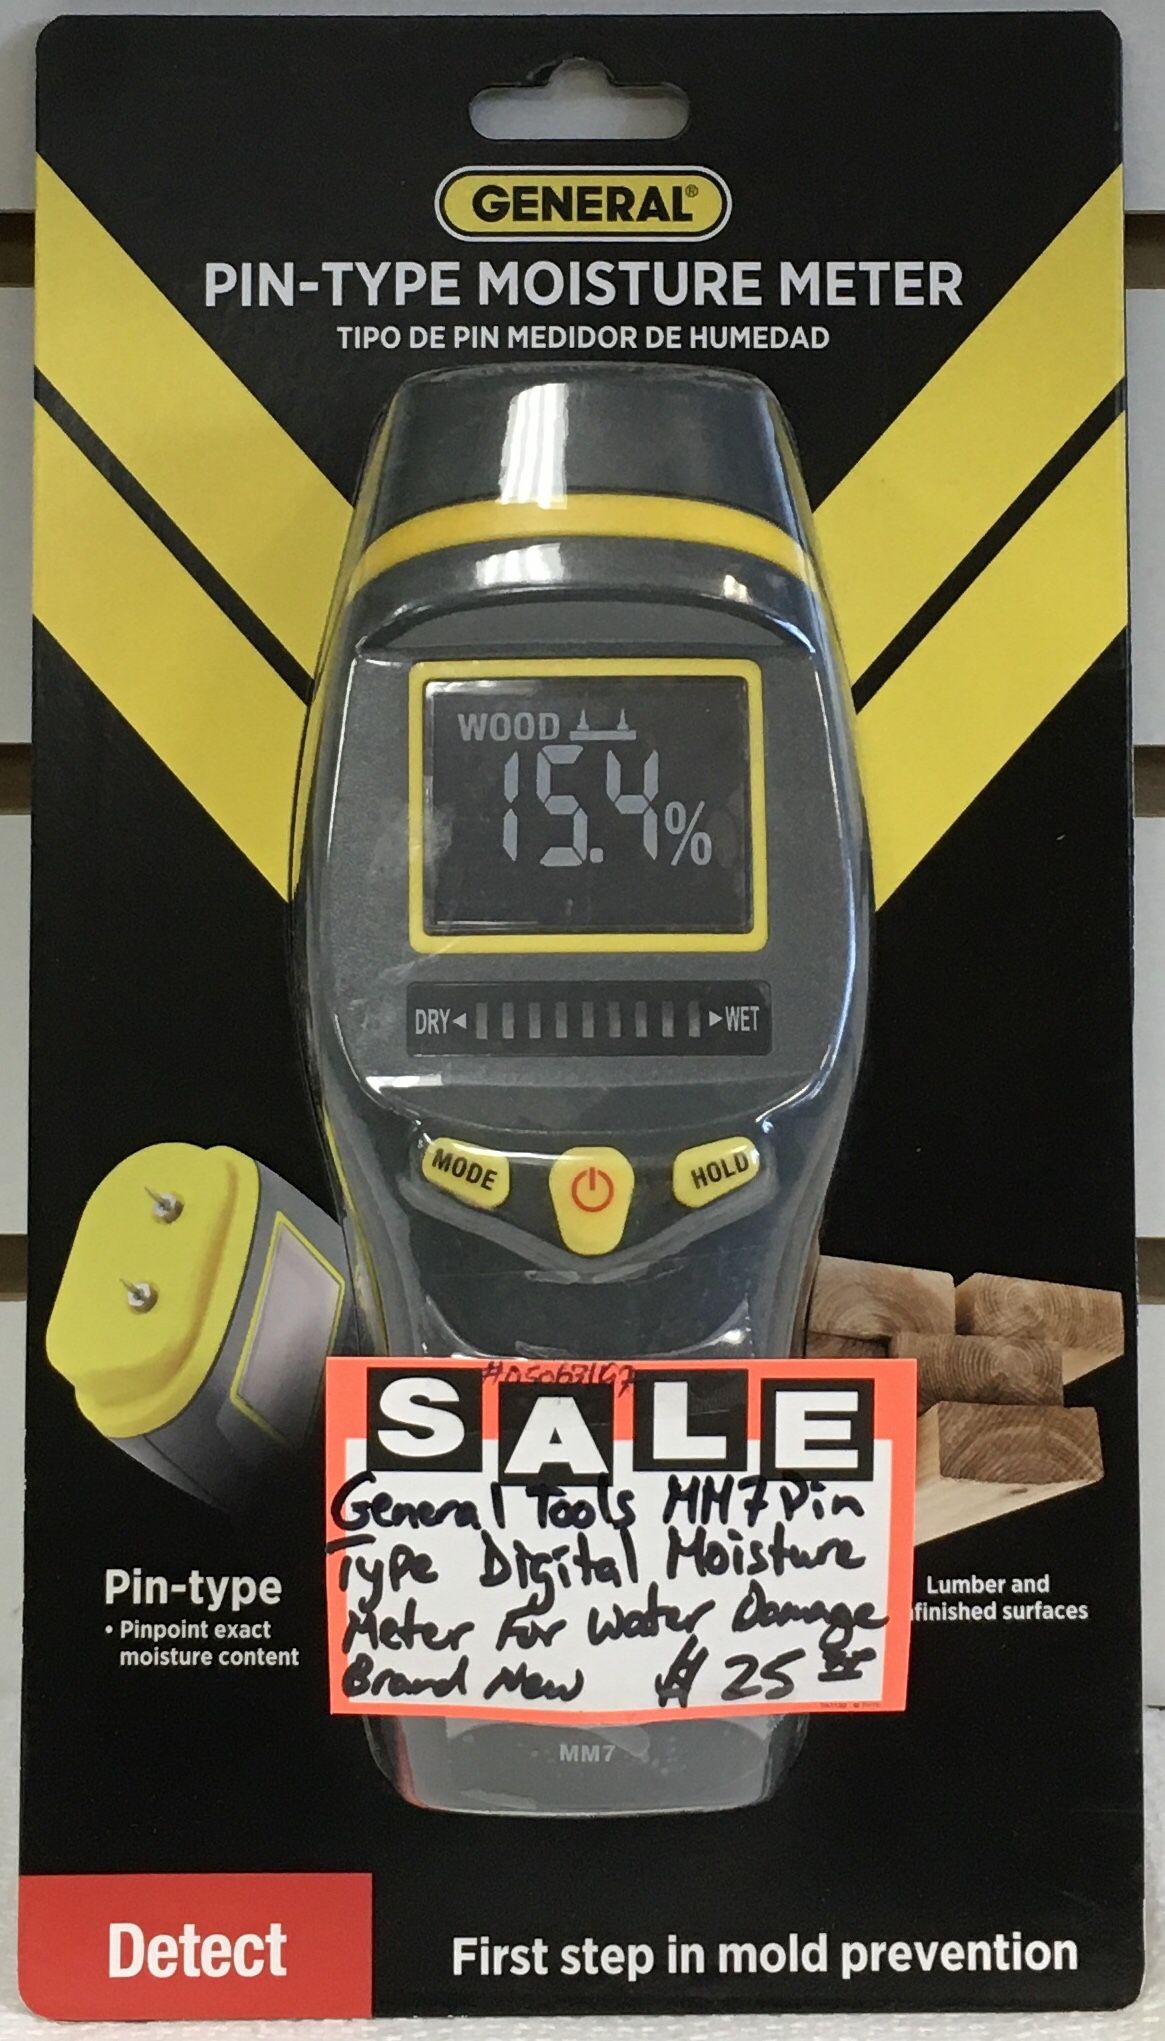 GENERAL®
PIN-TYPE MOISTURE METER
TIPO DE PIN MEDIDOR DE HUMEDAD
WOOD
15.4%
DRY◄ ►WET
MODE
HOLD
SALE
General Tools MM7 Pin
Type Digital Moisture
Meter For Water Damage
Brand New $25
Pin-type
• Pinpoint exact
moisture content
Lumber and
finished surfaces
MM7
Detect
First step in mold prevention